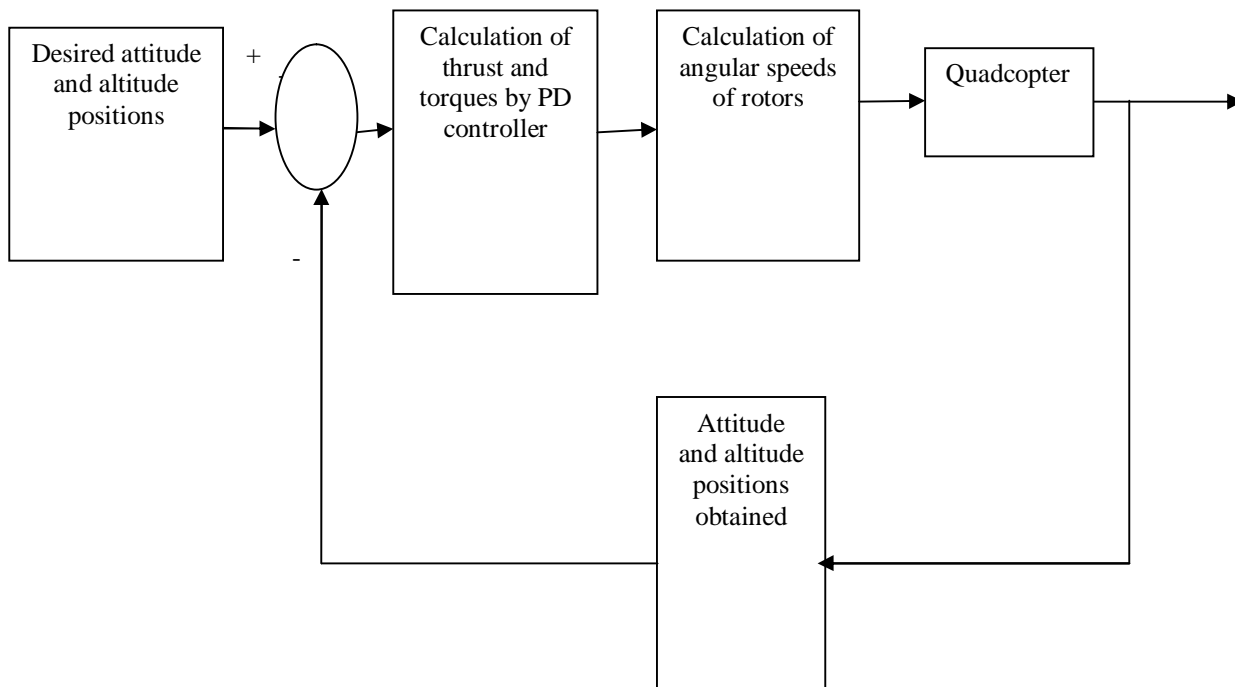 Desired attitude
and altitude
positions
+
-
Calculation of
thrust and
torques by PD
controller
Calculation of
angular speeds
of rotors
Quadcopter
Attitude
and altitude
positions
obtained